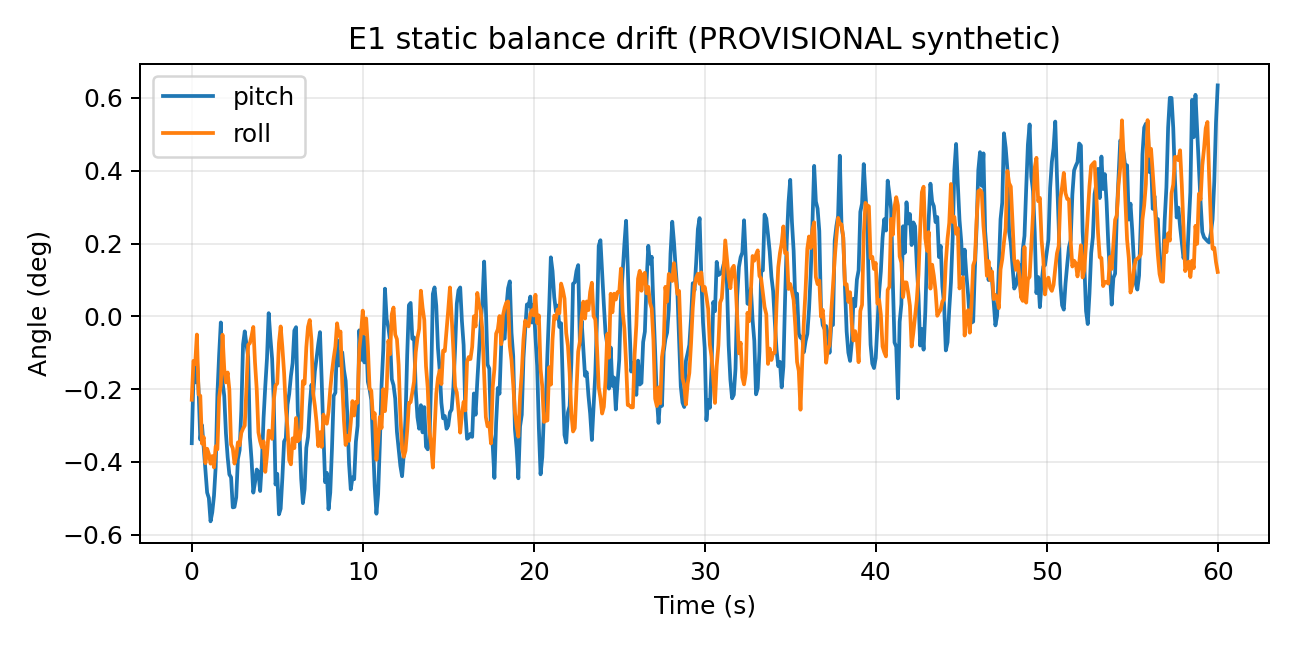 E1 static balance drift (PROVISIONAL synthetic)
pitch
roll
Angle (deg)
0.6
0.4
0.2
0.0
−0.2
−0.4
−0.6
0 10 20 30 40 50 60
Time (s)